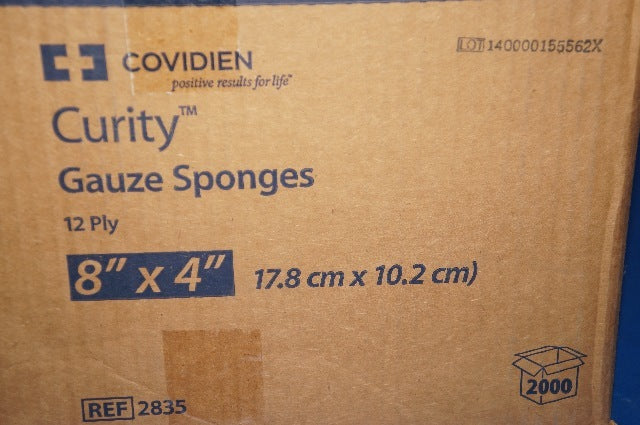 COVIDIEN
positive results for life™
LOT 140000155562X
Curity™
Gauze Sponges
12 Ply
8" x 4" 17.8 cm x 10.2 cm)
2000
REF 2835